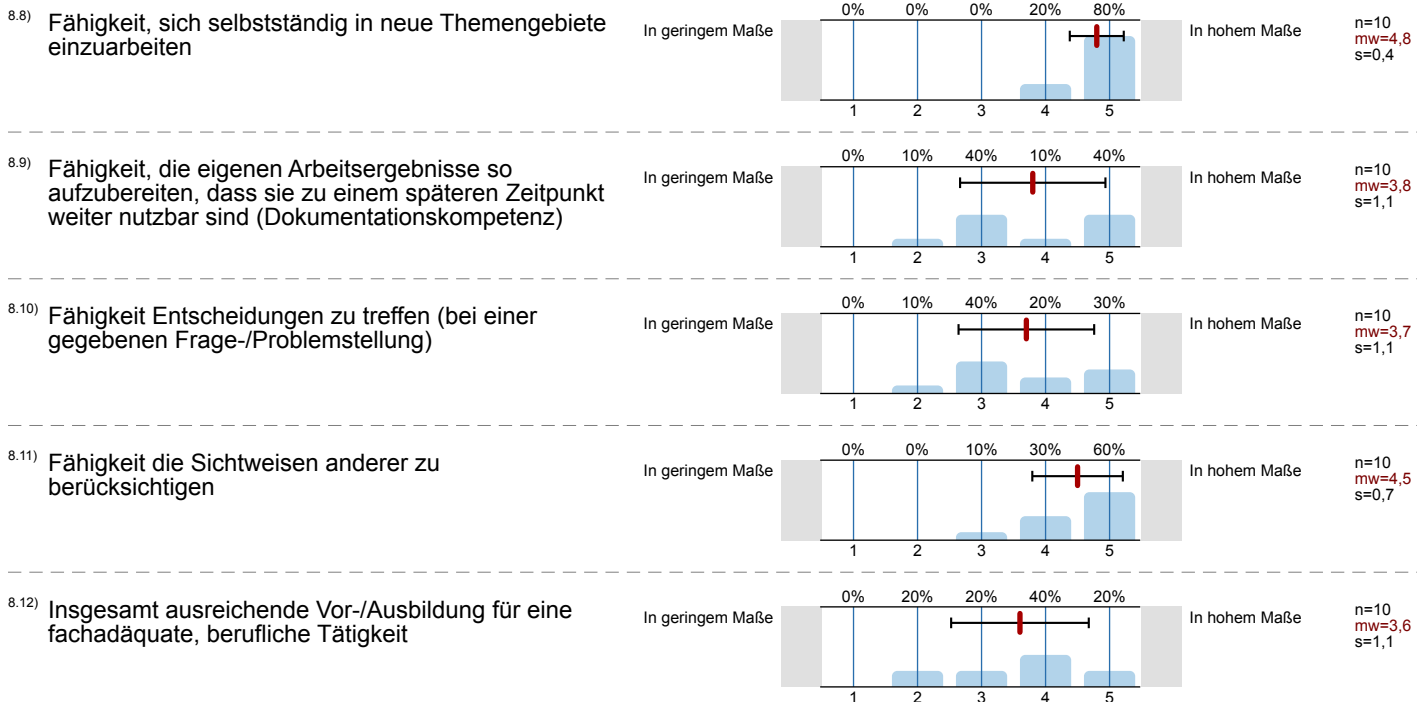 0% 0% 0% 20% 80%
8.8) Fähigkeit, sich selbstständig in neue Themengebiete
einzuarbeiten
In geringem Maße
In hohem Maße
n=10
mw=4,8
s=0,4
1 2 3 4 5
0% 10% 40% 10% 40%
8.9) Fähigkeit, die eigenen Arbeitsergebnisse so
aufzubereiten, dass sie zu einem späteren Zeitpunkt
weiter nutzbar sind (Dokumentationskompetenz)
In geringem Maße
In hohem Maße
n=10
mw=3,8
s=1,1
1 2 3 4 5
0% 10% 40% 20% 30%
8.10) Fähigkeit Entscheidungen zu treffen (bei einer
gegebenen Frage-/Problemstellung)
In geringem Maße
In hohem Maße
n=10
mw=3,7
s=1,1
1 2 3 4 5
0% 0% 10% 30% 60%
8.11) Fähigkeit die Sichtweisen anderer zu
berücksichtigen
In geringem Maße
In hohem Maße
n=10
mw=4,5
s=0,7
1 2 3 4 5
0% 20% 20% 40% 20%
8.12) Insgesamt ausreichende Vor-/Ausbildung für eine
fachadäquate, berufliche Tätigkeit
In geringem Maße
In hohem Maße
n=10
mw=3,6
s=1,1
1 2 3 4 5